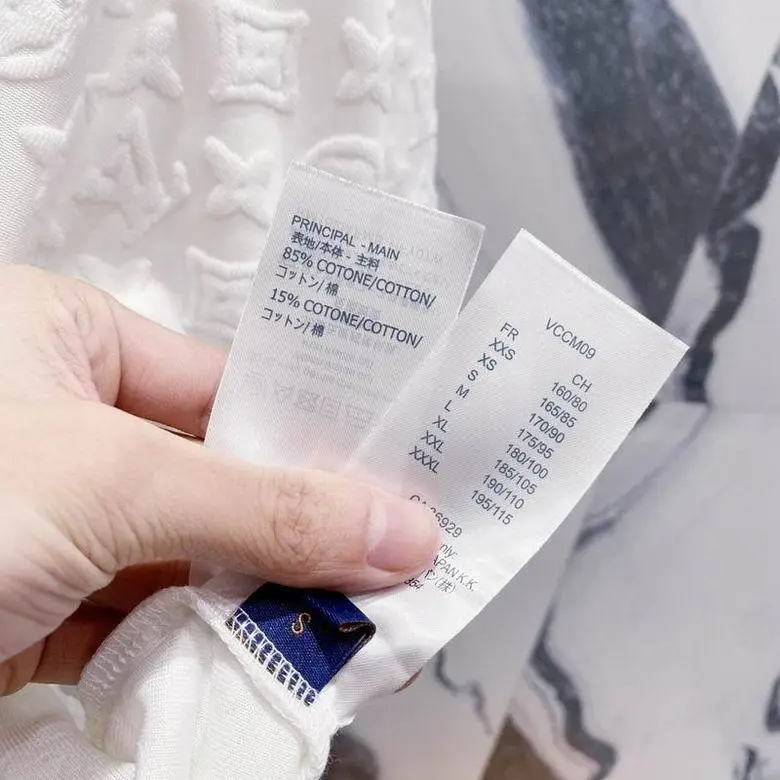 PRINCIPAL - MAIN
表地/本体 - 主料
85% COTONE/COTTON/
コットン/棉
15% COTONE/COTTON/
コットン/棉
VCCM09
FR CH
XXS 160/80
XS 165/85
S 170/90
M 175/95
L 180/100
XL 185/105
XXL 190/110
XXXL 195/115
S